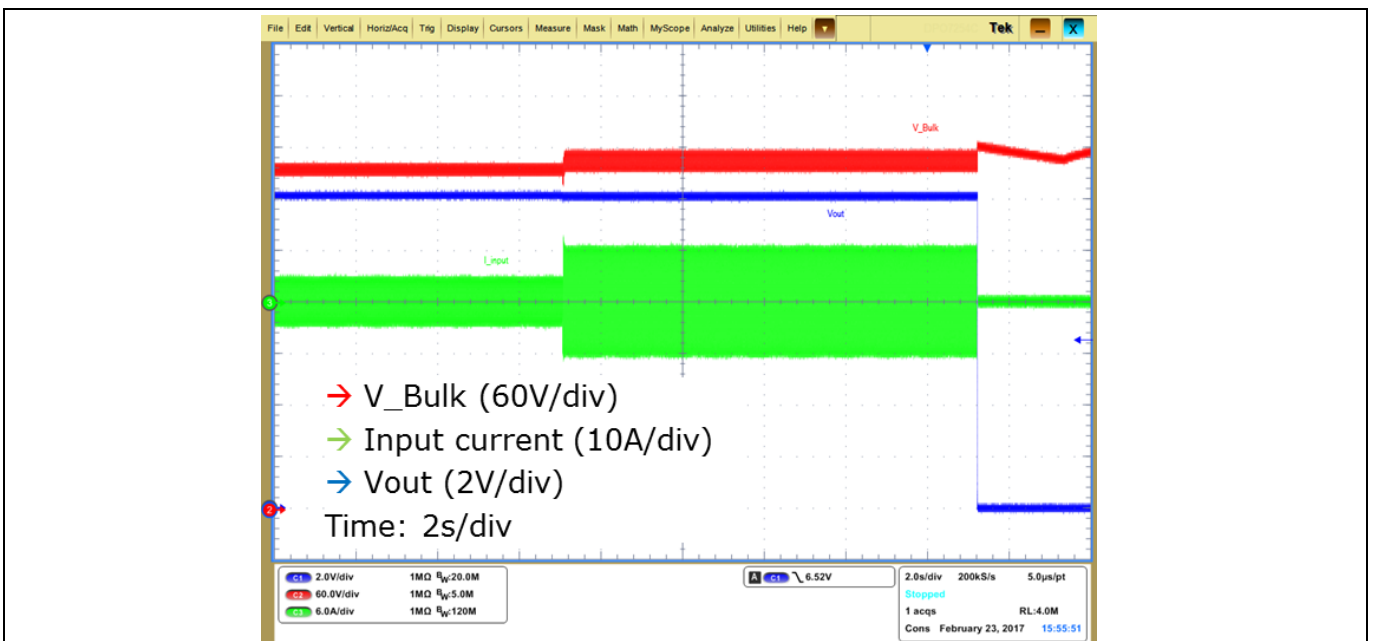 File Edit Vertical Horiz/Acq Trig Display Cursors Measure Mask Math MyScope Analyze Utilities Help Tek X
V_Bulk
Vout
I_input
3
→ V_Bulk (60V/div)
→ Input current (10A/div)
→ Vout (2V/div)
2
Time: 2s/div
C1 2.0V/div 1MΩ BW:20.0M
C2 60.0V/div 1MΩ BW:5.0M
C3 6.0A/div 1MΩ BW:120M
A C1 6.52V
2.0s/div 200kS/s 5.0µs/pt
Stopped
1 acqs RL:4.0M
Cons February 23, 2017 15:55:51